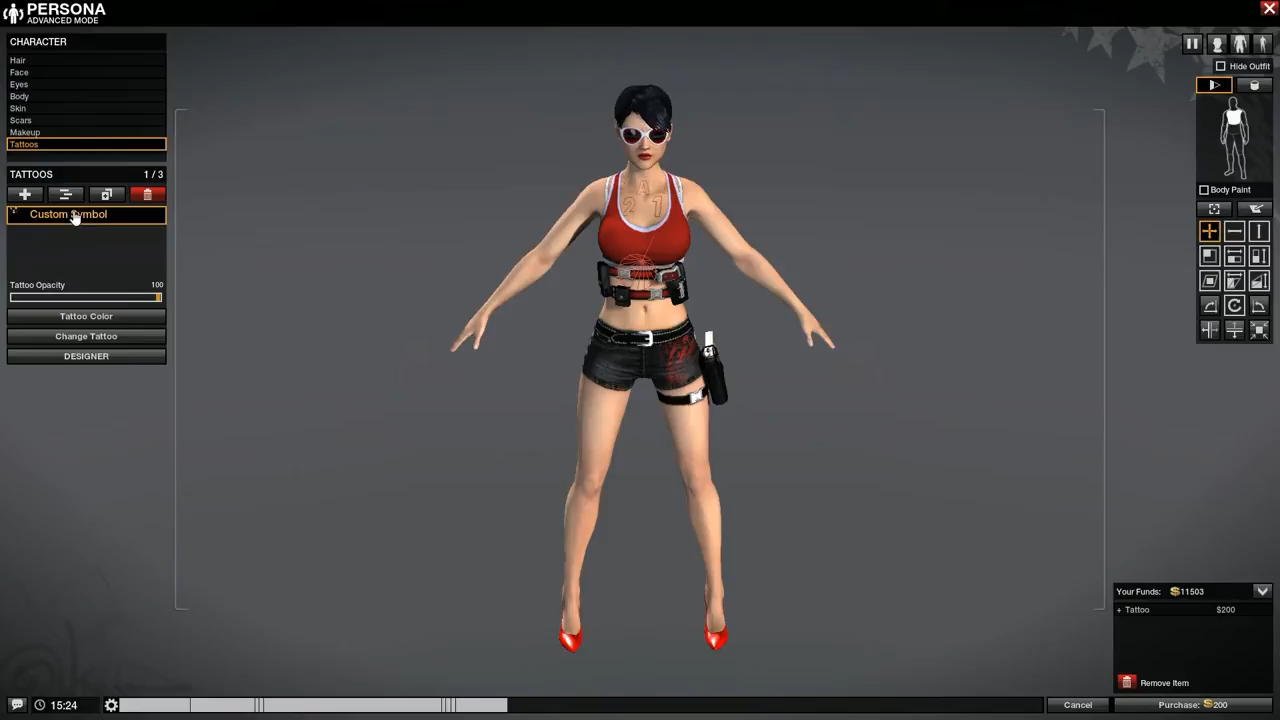 PERSONA
ADVANCED MODE
CHARACTER
Hair
Face
Eyes
Body
Skin
Scars
Makeup
Tattoos
TATTOOS 1 / 3
Custom Symbol
Tattoo Opacity 100
Tattoo Color
Change Tattoo
DESIGNER
A
2 1
Hide Outfit
Body Paint
Your Funds: $11503
+ Tattoo $200
Remove Item
15:24
Cancel
Purchase: $200